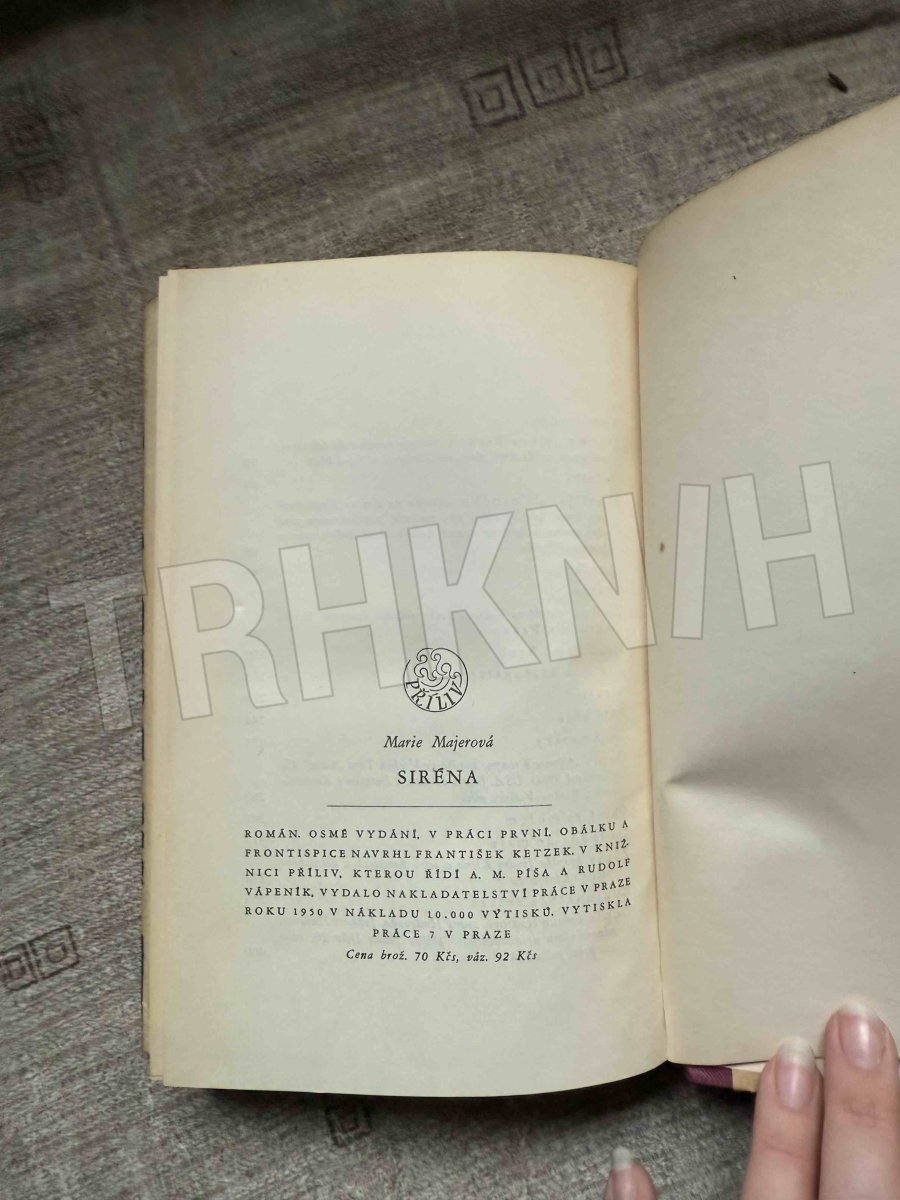 TRHKNIH
PŘÍLIV
Marie Majerová
SIRÉNA
ROMÁN. OSMÉ VYDÁNÍ, V PRÁCI PRVNÍ. OBÁLKU A
FRONTISPICE NAVRHL FRANTIŠEK KETZEK. V KNIŽ-
NICI PŘÍLIV, KTEROU ŘÍDÍ A. M. PÍŠA A RUDOLF
VÁPENÍK, VYDALO NAKLADATELSTVÍ PRÁCE V PRAZE
ROKU 1950 V NÁKLADU 10.000 VÝTISKŮ. VYTISKLA
PRÁCE 7 V PRAZE
Cena brož. 70 Kčs, váz. 92 Kčs